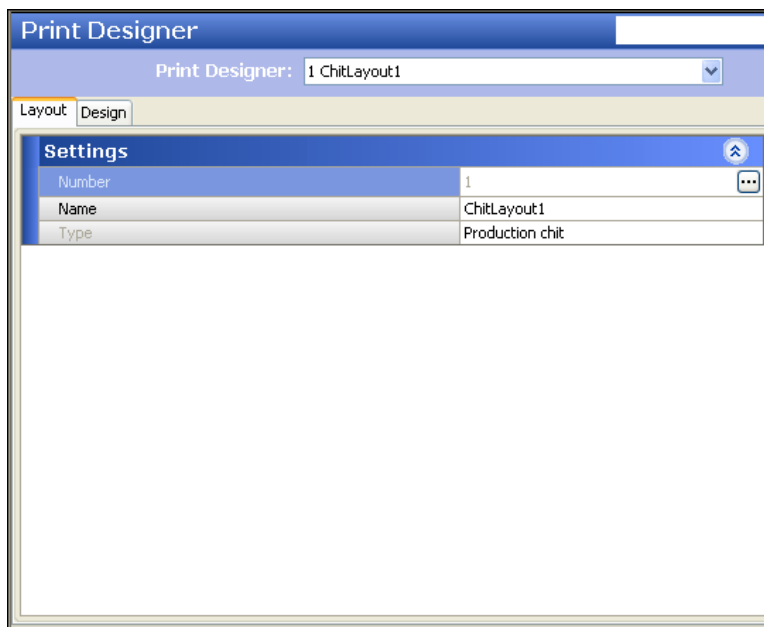 Print Designer
Print Designer: 1 ChitLayout1
Layout Design
Settings
Number 1 ...
Name ChitLayout1
Type Production chit